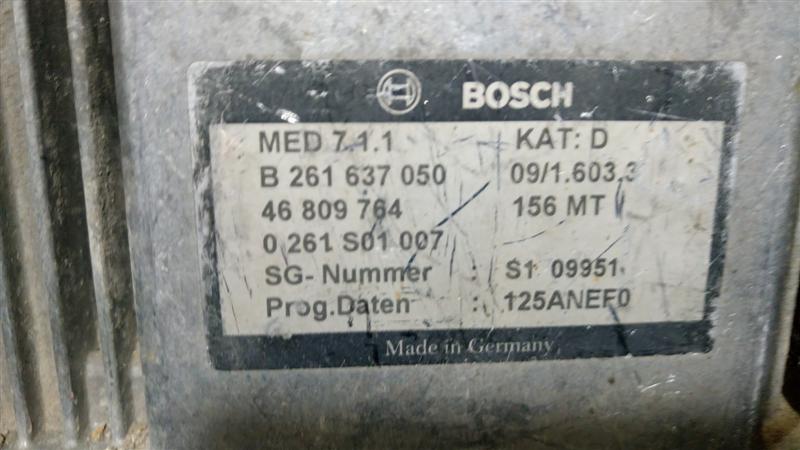 BOSCH
MED 7.1.1 KAT: D
B 261 637 050 09/1.603.3
46 809 764 156 MT
0 261 S01 007
SG- Nummer : S1 09951
Prog.Daten : 125ANEF0
Made in Germany